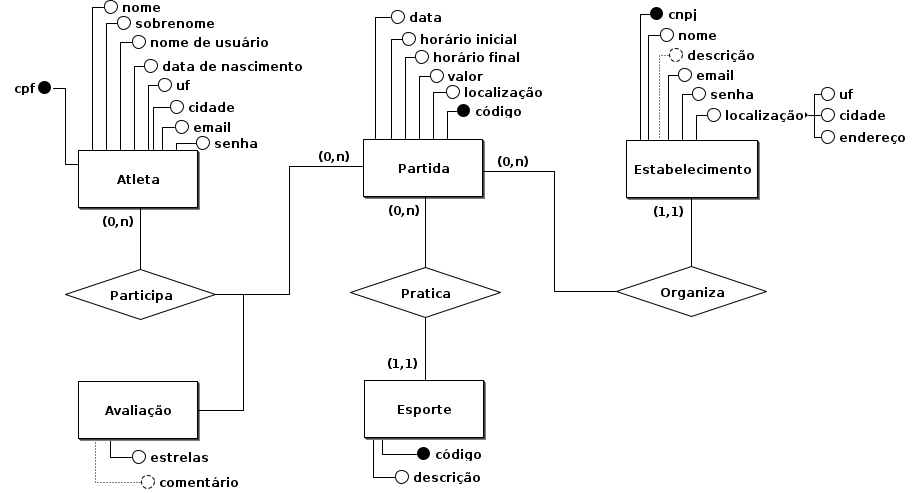 nome
sobrenome
nome de usuário
data de nascimento
cpf
uf
cidade
email
senha
Atleta
(0,n)
data
horário inicial
horário final
valor
localização
código
(0,n)
Partida
(0,n)
(0,n)
cnpj
nome
descrição
email
senha
localização
uf
cidade
endereço
Estabelecimento
(1,1)
Participa
Pratica
Organiza
(1,1)
Avaliação
estrelas
comentário
Esporte
código
descrição